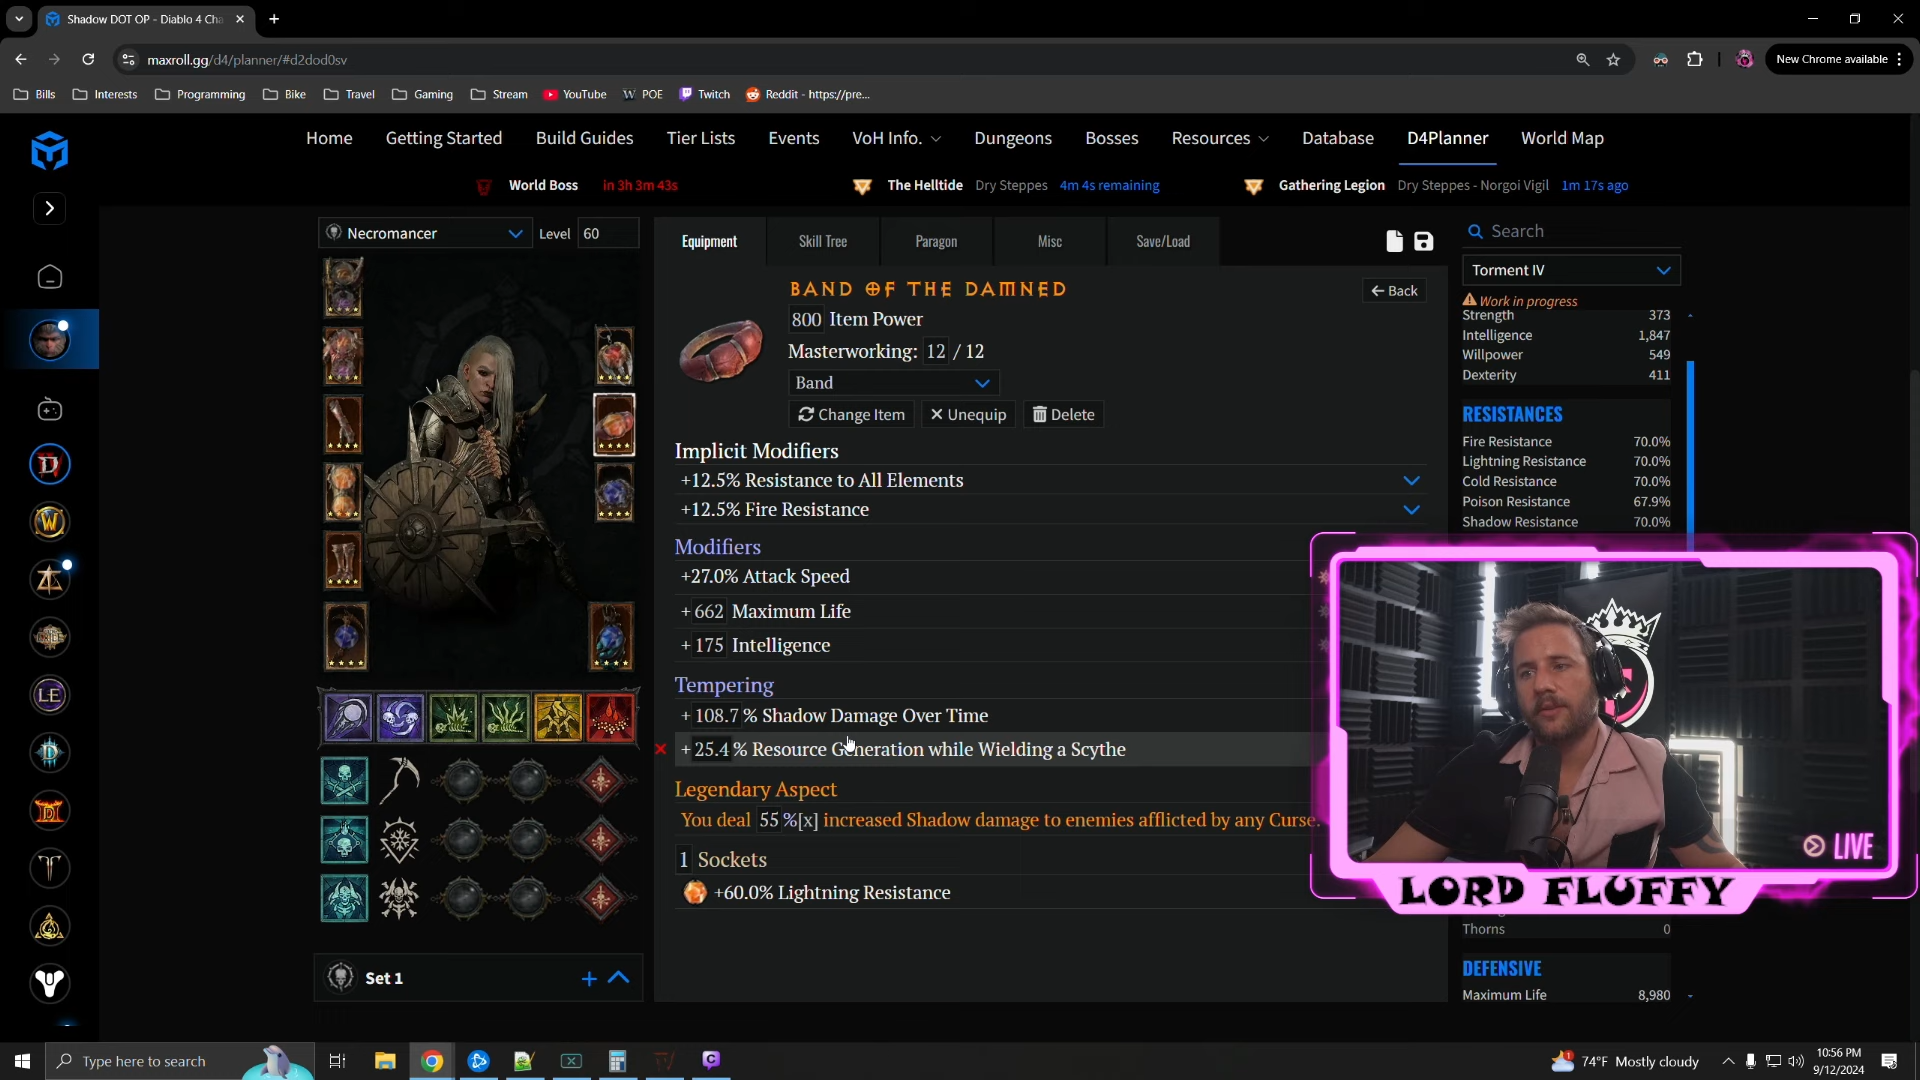 Shadow DOT OP - Diablo 4 Cha
maxroll.gg/d4/planner/#d2dod0sv
New Chrome available
Bills
Interests
Programming
Bike
Travel
Gaming
Stream
YouTube
W POE
Twitch
Reddit - https://pre...
Home
Getting Started
Build Guides
Tier Lists
Events
VoH Info.
Dungeons
Bosses
Resources
Database
D4Planner
World Map
World Boss in 3h 3m 43s
The Helltide Dry Steppes 4m 4s remaining
Gathering Legion Dry Steppes - Norgoi Vigil 1m 17s ago
Necromancer
Level 60
Equipment
Skill Tree
Paragon
Misc
Save/Load
Search
Torment IV
Work in progress
Strength 373
Intelligence 1,847
Willpower 549
Dexterity 411
RESISTANCES
Fire Resistance 70.0%
Lightning Resistance 70.0%
Cold Resistance 70.0%
Poison Resistance 67.9%
Shadow Resistance 70.0%
BAND OF THE DAMNED
Back
800 Item Power
Masterworking: 12 / 12
Band
Change Item
Unequip
Delete
Implicit Modifiers
+12.5% Resistance to All Elements
+12.5% Fire Resistance
Modifiers
+27.0% Attack Speed
+662 Maximum Life
+175 Intelligence
Tempering
+108.7% Shadow Damage Over Time
+25.4% Resource Generation while Wielding a Scythe
Legendary Aspect
You deal 55%[x] increased Shadow damage to enemies afflicted by any Curse.
1 Sockets
+60.0% Lightning Resistance
LE
LIVE
LORD FLUFFY
Thorns 0
DEFENSIVE
Maximum Life 8,980
Set 1
Type here to search
74°F Mostly cloudy
10:56 PM
9/12/2024